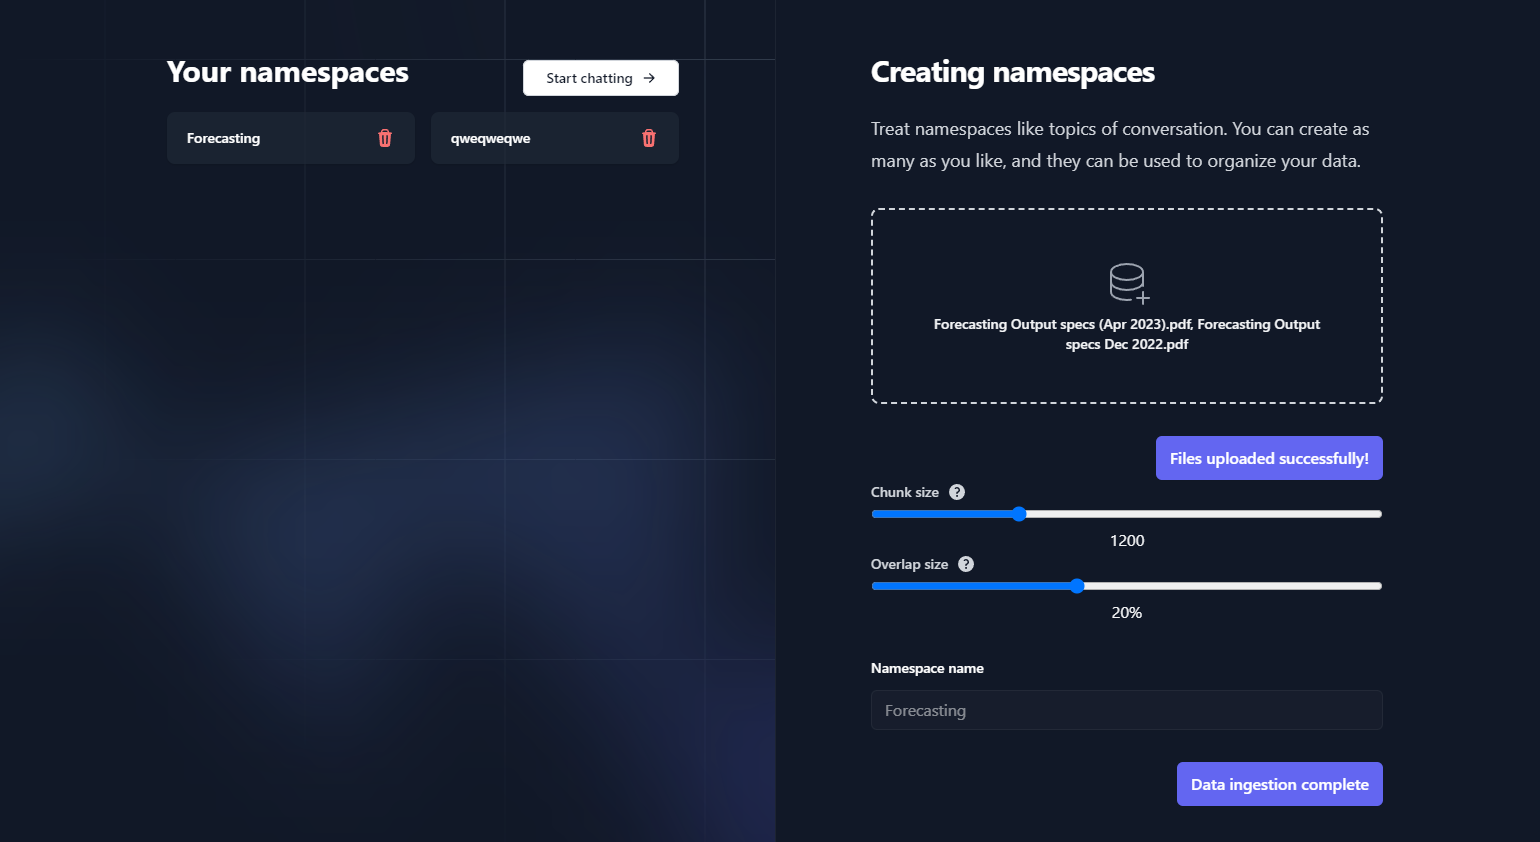 Your namespaces
Start chatting
Forecasting
qweqweqwe
Creating namespaces
Treat namespaces like topics of conversation. You can create as
many as you like, and they can be used to organize your data.
Forecasting Output specs (Apr 2023).pdf, Forecasting Output
specs Dec 2022.pdf
Files uploaded successfully!
Chunk size ?
1200
Overlap size ?
20%
Namespace name
Forecasting
Data ingestion complete